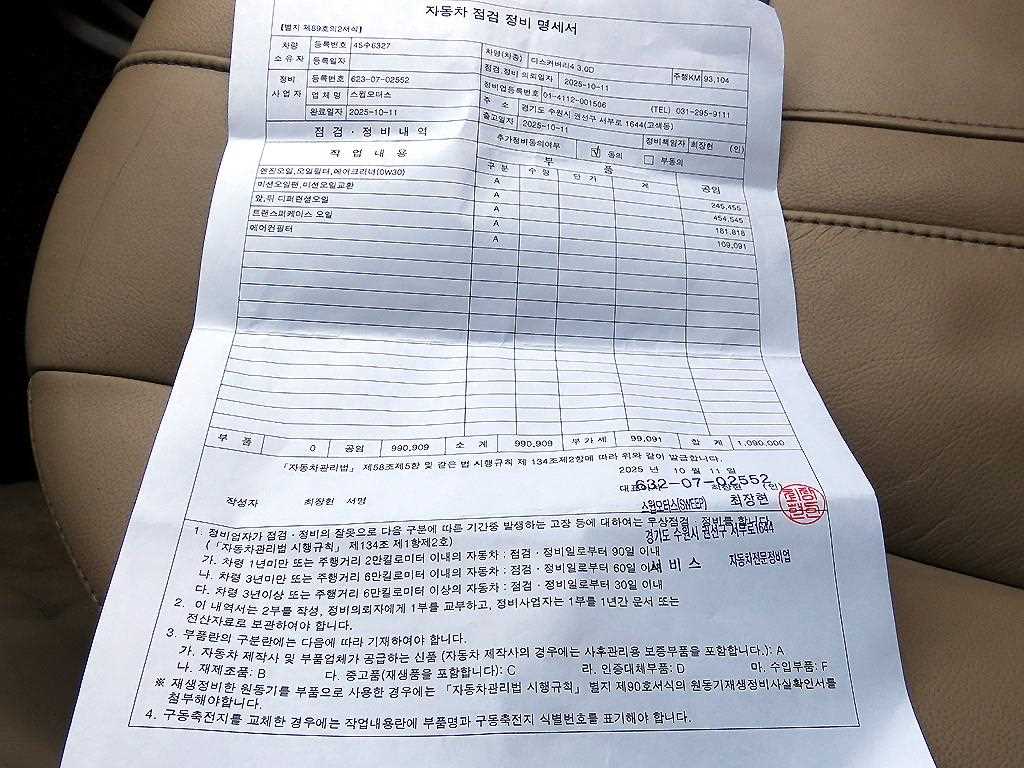 자동차 점검 정비 명세서
[별지 제89호의2서식]
차량 소유자 등록번호 45수6327 차명(차종) 디스커버리4 3.0D 주행KM 93,104
등록일자 점검 정비 의뢰일자 2025-10-11
정비 사업자 등록번호 623-07-02552 정비업등록번호 01-4112-001506
업체명 스윕모터스 주 소 경기도 수원시 권선구 서부로 1644(고색동) (TEL) 031-295-9111
완료일자 2025-10-11 출고일자 2025-10-11 정비책임자 최장현 (인)
점검·정비내역 추가정비동의여부 ☑ 동의 ☐ 부동의
작업내용 부 품 공임
구분 수량 단가 계
엔진오일,오일필터,에어크리너(0W30) A 245,455
미션오일팬,미션오일교환 A 454,545
앞,뒤 디퍼런셜오일 A 181,818
트랜스퍼케이스 오일 A 109,091
에어컨필터 A
부 품 0 공임 990,909 소 계 990,909 부가세 99,091 합 계 1,090,000
「자동차관리법」 제58조제5항 및 같은 법 시행규칙 제 134조제2항에 따라 위와 같이 발급합니다.
2025 년 10 월 11 일
632-07-02552
대표 최장현 (인)
작성자 최장현 서명
스윕모터스(SWEEP) 최장현
경기도 수원시 권선구 서부로1644
서비스 자동차전문정비업
1. 정비업자가 점검·정비의 잘못으로 다음 구분에 따른 기간중 발생하는 고장 등에 대하여는 무상점검·정비를 합니다.
(「자동차관리법 시행규칙」 제134조 제1항제2호)
가. 차령 1년미만 또는 주행거리 2만킬로미터 이내의 자동차 : 점검·정비일로부터 90일 이내
나. 차령 3년미만 또는 주행거리 6만킬로미터 이내의 자동차 : 점검·정비일로부터 60일 이내
다. 차령 3년이상 또는 주행거리 6만킬로미터 이상의 자동차 : 점검·정비일로부터 30일 이내
2. 이 내역서는 2부를 작성, 정비의뢰자에게 1부를 교부하고, 정비사업자는 1부를 1년간 문서 또는
전산자료로 보관하여야 합니다.
3. 부품란의 구분란에는 다음에 따라 기재하여야 합니다.
가. 자동차 제작사 및 부품업체가 공급하는 신품 (자동차 제작사의 경우에는 사후관리용 보증부품을 포함합니다.): A
나. 재제조품: B 다. 중고품(재생품을 포함합니다): C 라. 인증대체부품: D 마. 수입부품: F
※ 재생정비한 원동기를 부품으로 사용한 경우에는 「자동차관리법 시행규칙」 별지 제90호서식의 원동기재생정비사실확인서를
첨부해야합니다.
4. 구동축전지를 교체한 경우에는 작업내용란에 부품명과 구동축전지 식별번호를 표기해야 합니다.